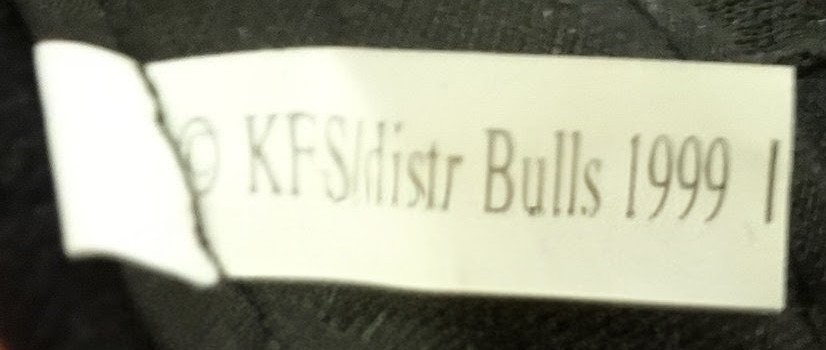 © KFS/distr Bulls 1999 I